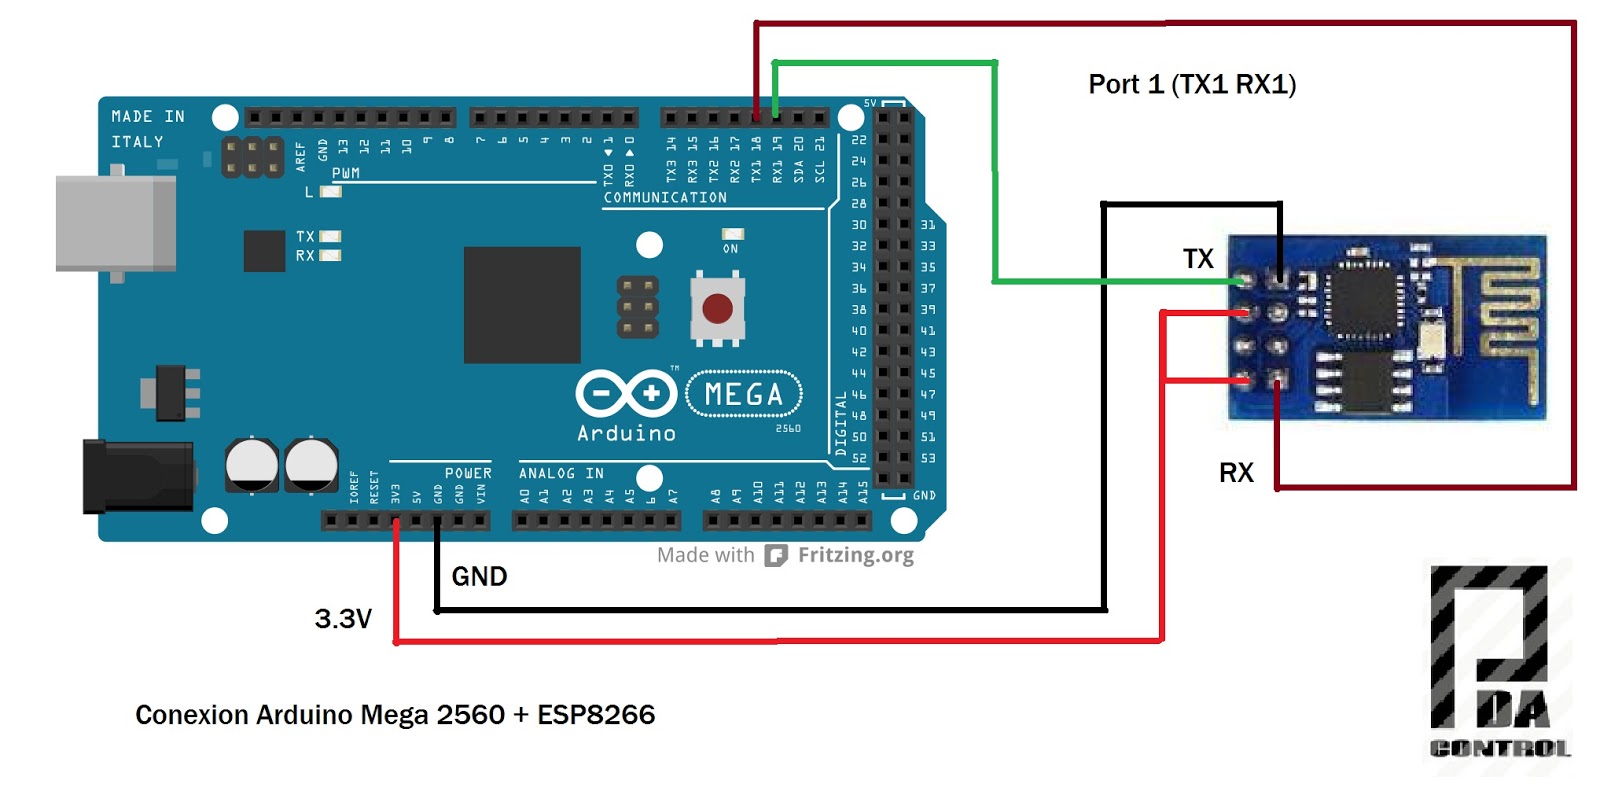 Port 1 (TX1 RX1)
MADE IN
ITALY
5V
AREF
GND
13
12
11
10
9
8
7
6
5
4
3
2
TX0 1
RX0 0
TX3 14
RX3 15
TX2 16
RX2 17
TX1 18
RX1 19
SDA 20
SCL 21
PWM
L
COMMUNICATION
TX
RX
ON
22
24
26
28
30 31
32 33
34 35
36 37
38 39
40 41
42 43
44 45
46 47
48 49
50 51
52 53
GND
DIGITAL
TX
RX
TM
MEGA
2560
Arduino
POWER
ANALOG IN
IOREF
RESET
3V3
5V
GND
GND
VIN
A0
A1
A2
A3
A4
A5
6
A7
A8
A9
A10
A11
A12
A13
A14
A15
Made with Fritzing.org
GND
3.3V
Conexion Arduino Mega 2560 + ESP8266
PDA
CONTROL